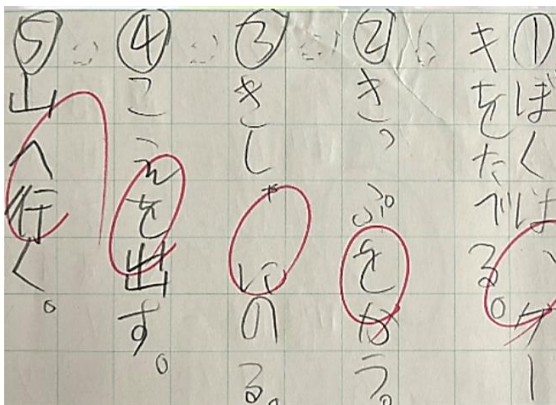 ①ぼくは、ケー
キをたべる。
②きっぷをかう。
③きしゃにのる。
④こえを出す。
⑤山へ行く。